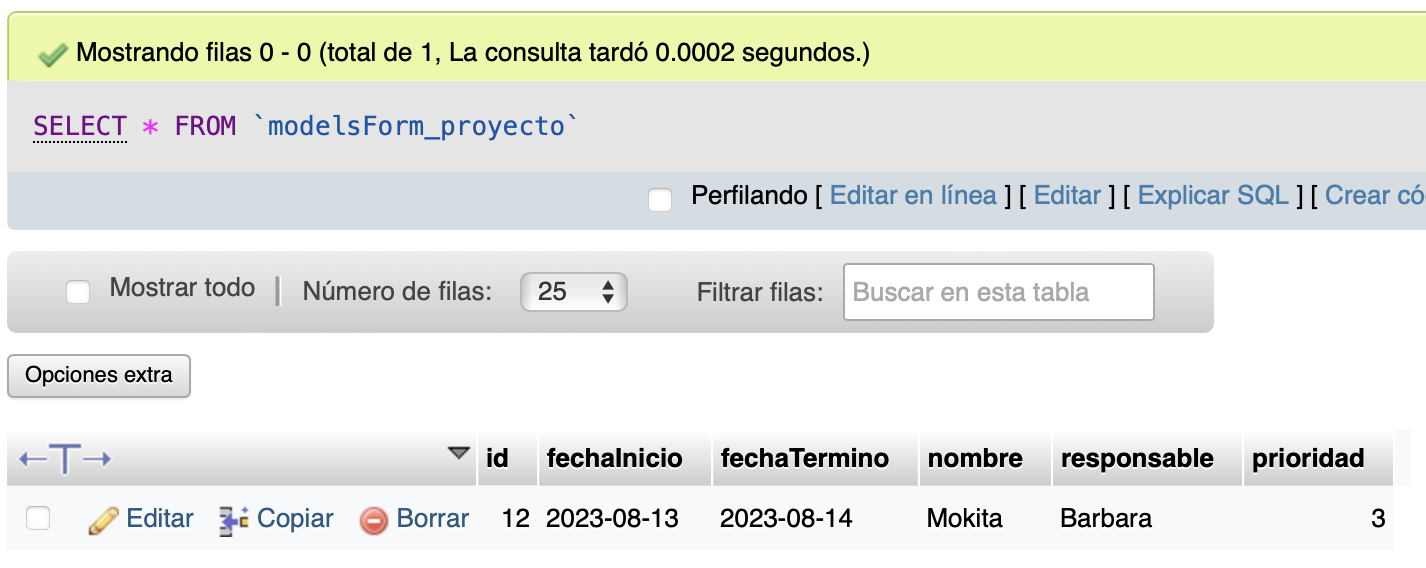 Mostrando filas 0 - 0 (total de 1, La consulta tardó 0.0002 segundos.)
SELECT * FROM `modelsForm_proyecto`
Perfilando [ Editar en línea ] [ Editar ] [ Explicar SQL ] [ Crear có
Mostrar todo | Número de filas: 25 Filtrar filas: Buscar en esta tabla
Opciones extra
id fechaInicio fechaTermino nombre responsable prioridad
Editar Copiar Borrar 12 2023-08-13 2023-08-14 Mokita Barbara 3